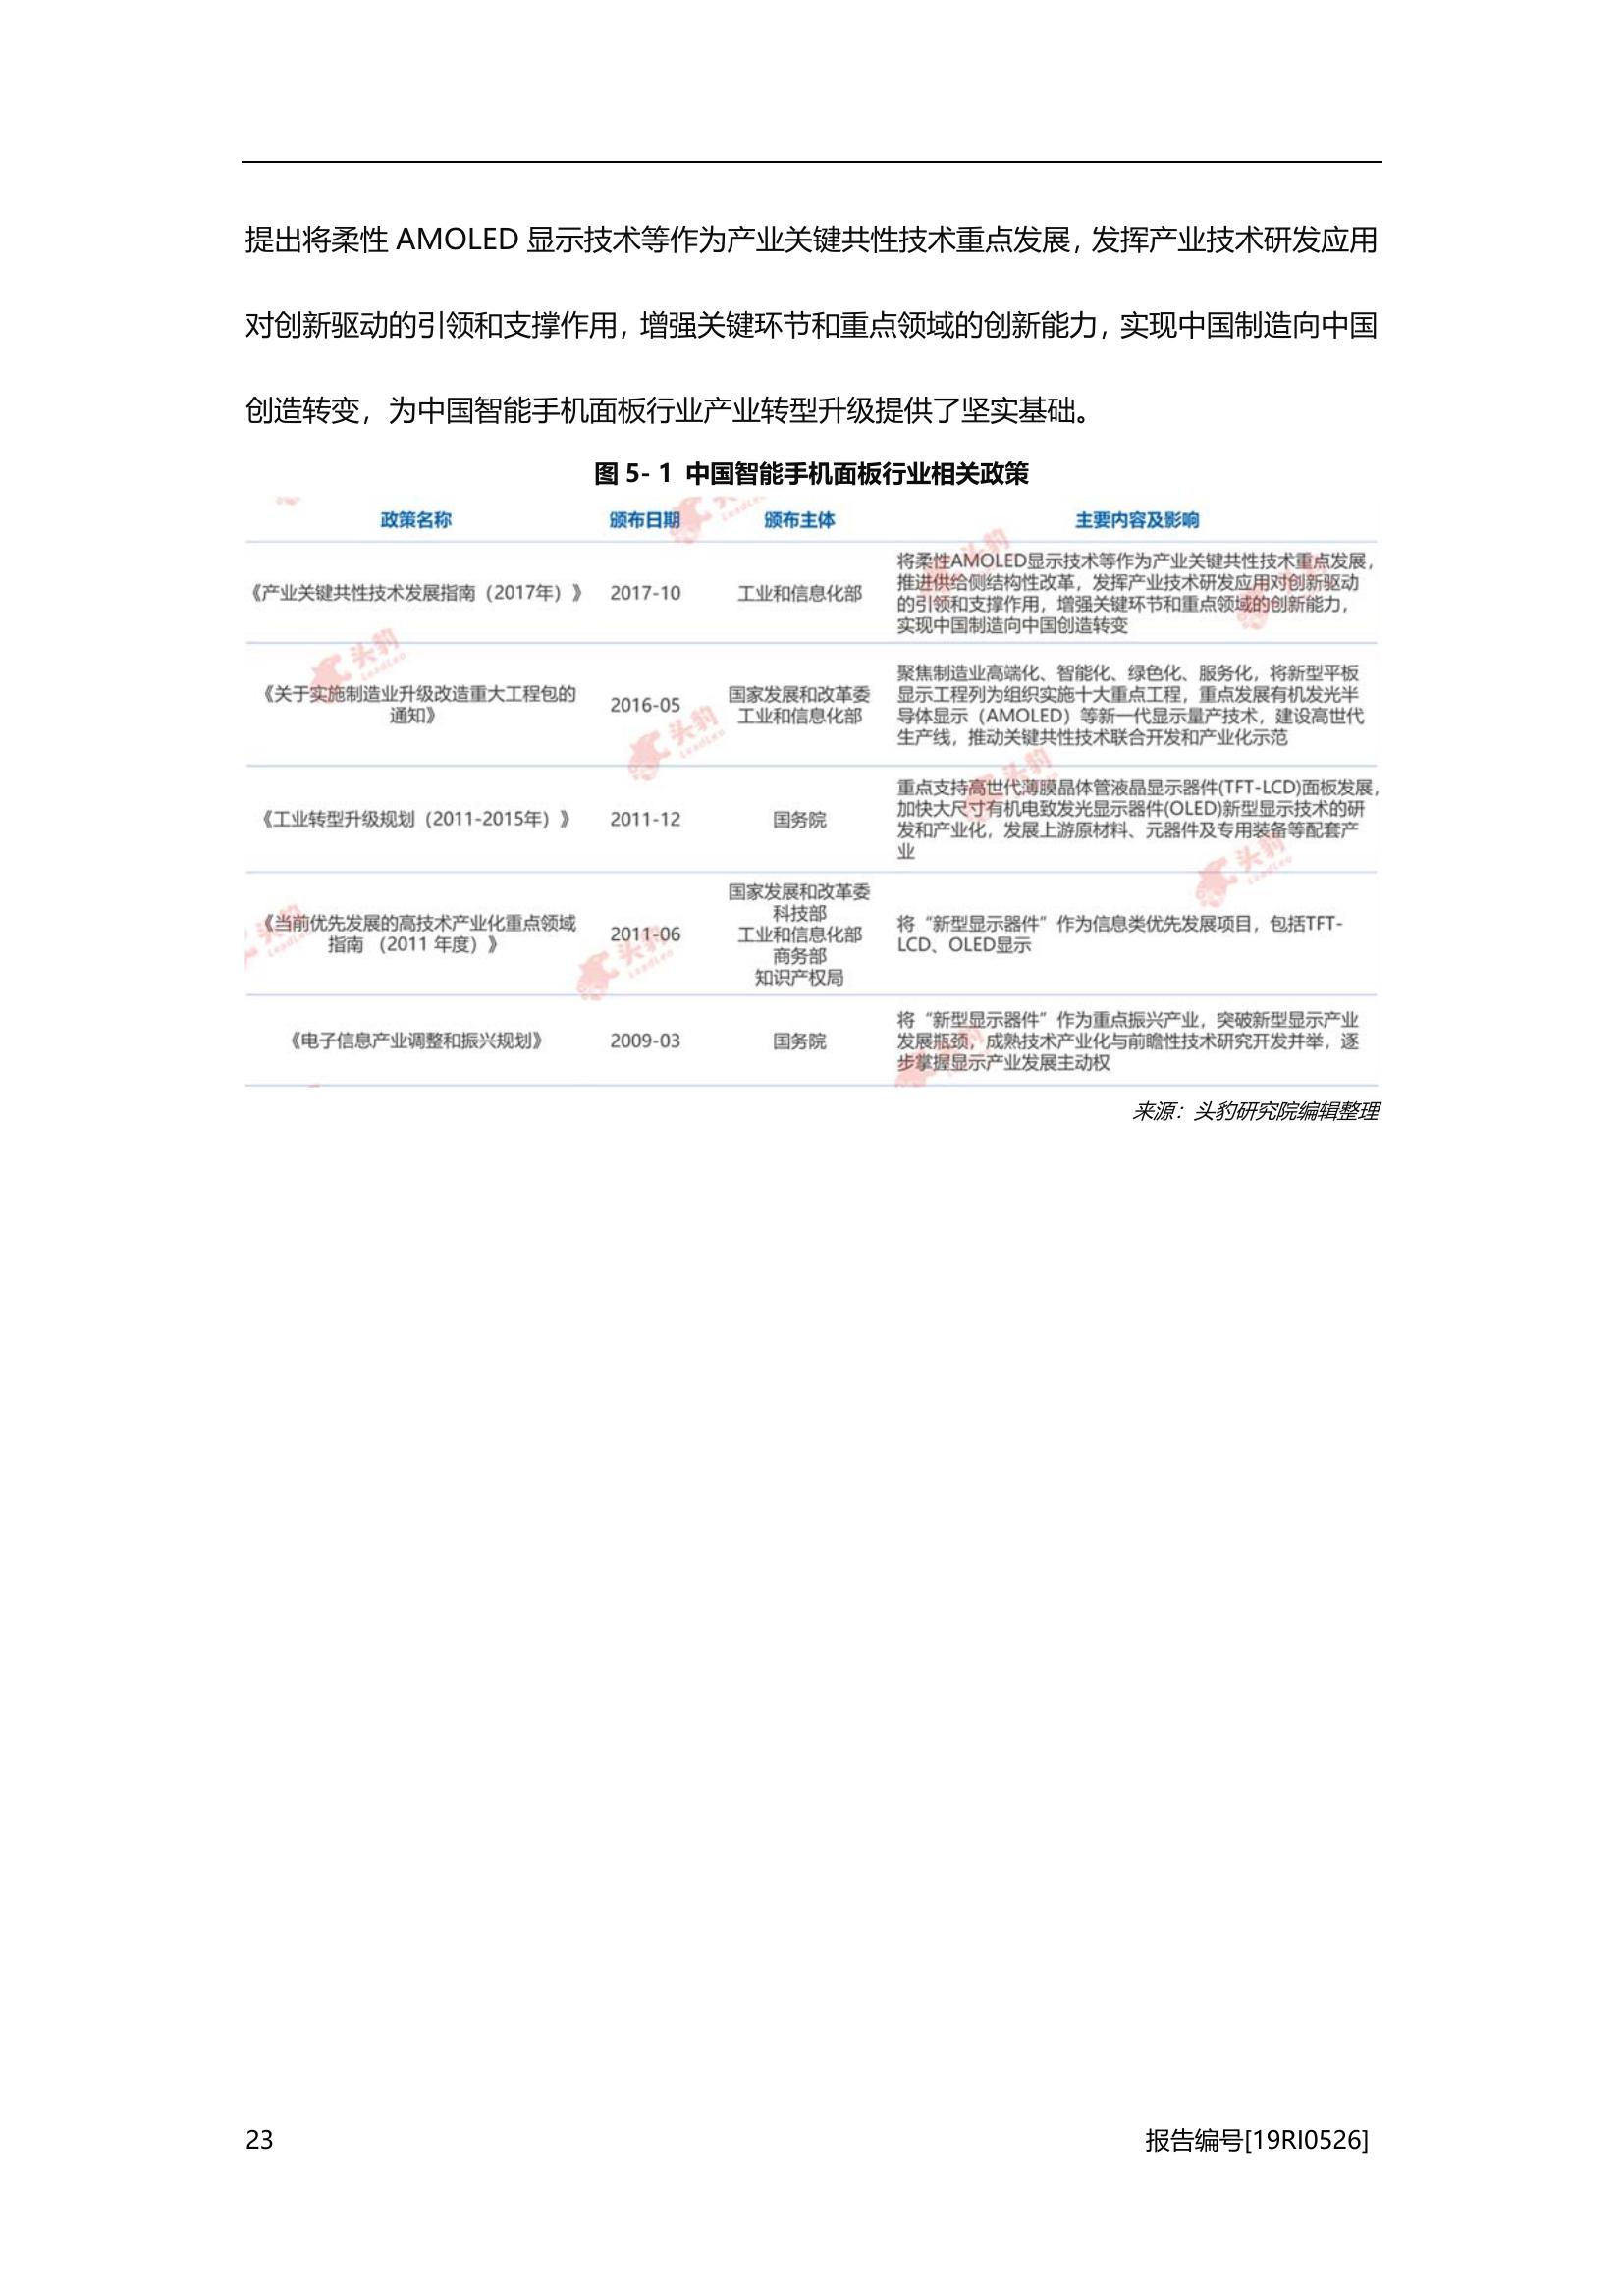 提出将柔性 AMOLED 显示技术等作为产业关键共性技术重点发展，发挥产业技术研发应用
对创新驱动的引领和支撑作用，增强关键环节和重点领域的创新能力，实现中国制造向中国
创造转变，为中国智能手机面板行业产业转型升级提供了坚实基础。
图 5- 1 中国智能手机面板行业相关政策
政策名称 颁布日期 颁布主体 主要内容及影响
《产业关键共性技术发展指南（2017年）》 2017-10 工业和信息化部
将柔性AMOLED显示技术等作为产业关键共性技术重点发展，
推进供给侧结构性改革，发挥产业技术研发应用对创新驱动
的引领和支撑作用，增强关键环节和重点领域的创新能力，
实现中国制造向中国创造转变
《关于实施制造业升级改造重大工程包的
通知》
2016-05
国家发展和改革委
工业和信息化部
聚焦制造业高端化、智能化、绿色化、服务化，将新型平板
显示工程列为组织实施十大重点工程，重点发展有机发光半
导体显示（AMOLED）等新一代显示量产技术，建设高世代
生产线，推动关键共性技术联合开发和产业化示范
《工业转型升级规划（2011-2015年）》 2011-12 国务院
重点支持高世代薄膜晶体管液晶显示器件(TFT-LCD)面板发展，
加快大尺寸有机电致发光显示器件(OLED)新型显示技术的研
发和产业化，发展上游原材料、元器件及专用装备等配套产
业
《当前优先发展的高技术产业化重点领域
指南 （2011 年度）》
2011-06
国家发展和改革委
科技部
工业和信息化部
商务部
知识产权局
将“新型显示器件”作为信息类优先发展项目，包括TFT-
LCD、OLED显示
《电子信息产业调整和振兴规划》 2009-03 国务院
将“新型显示器件”作为重点振兴产业，突破新型显示产业
发展瓶颈，成熟技术产业化与前瞻性技术研究开发并举，逐
步掌握显示产业发展主动权
来源：头豹研究院编辑整理
23 报告编号[19RI0526]